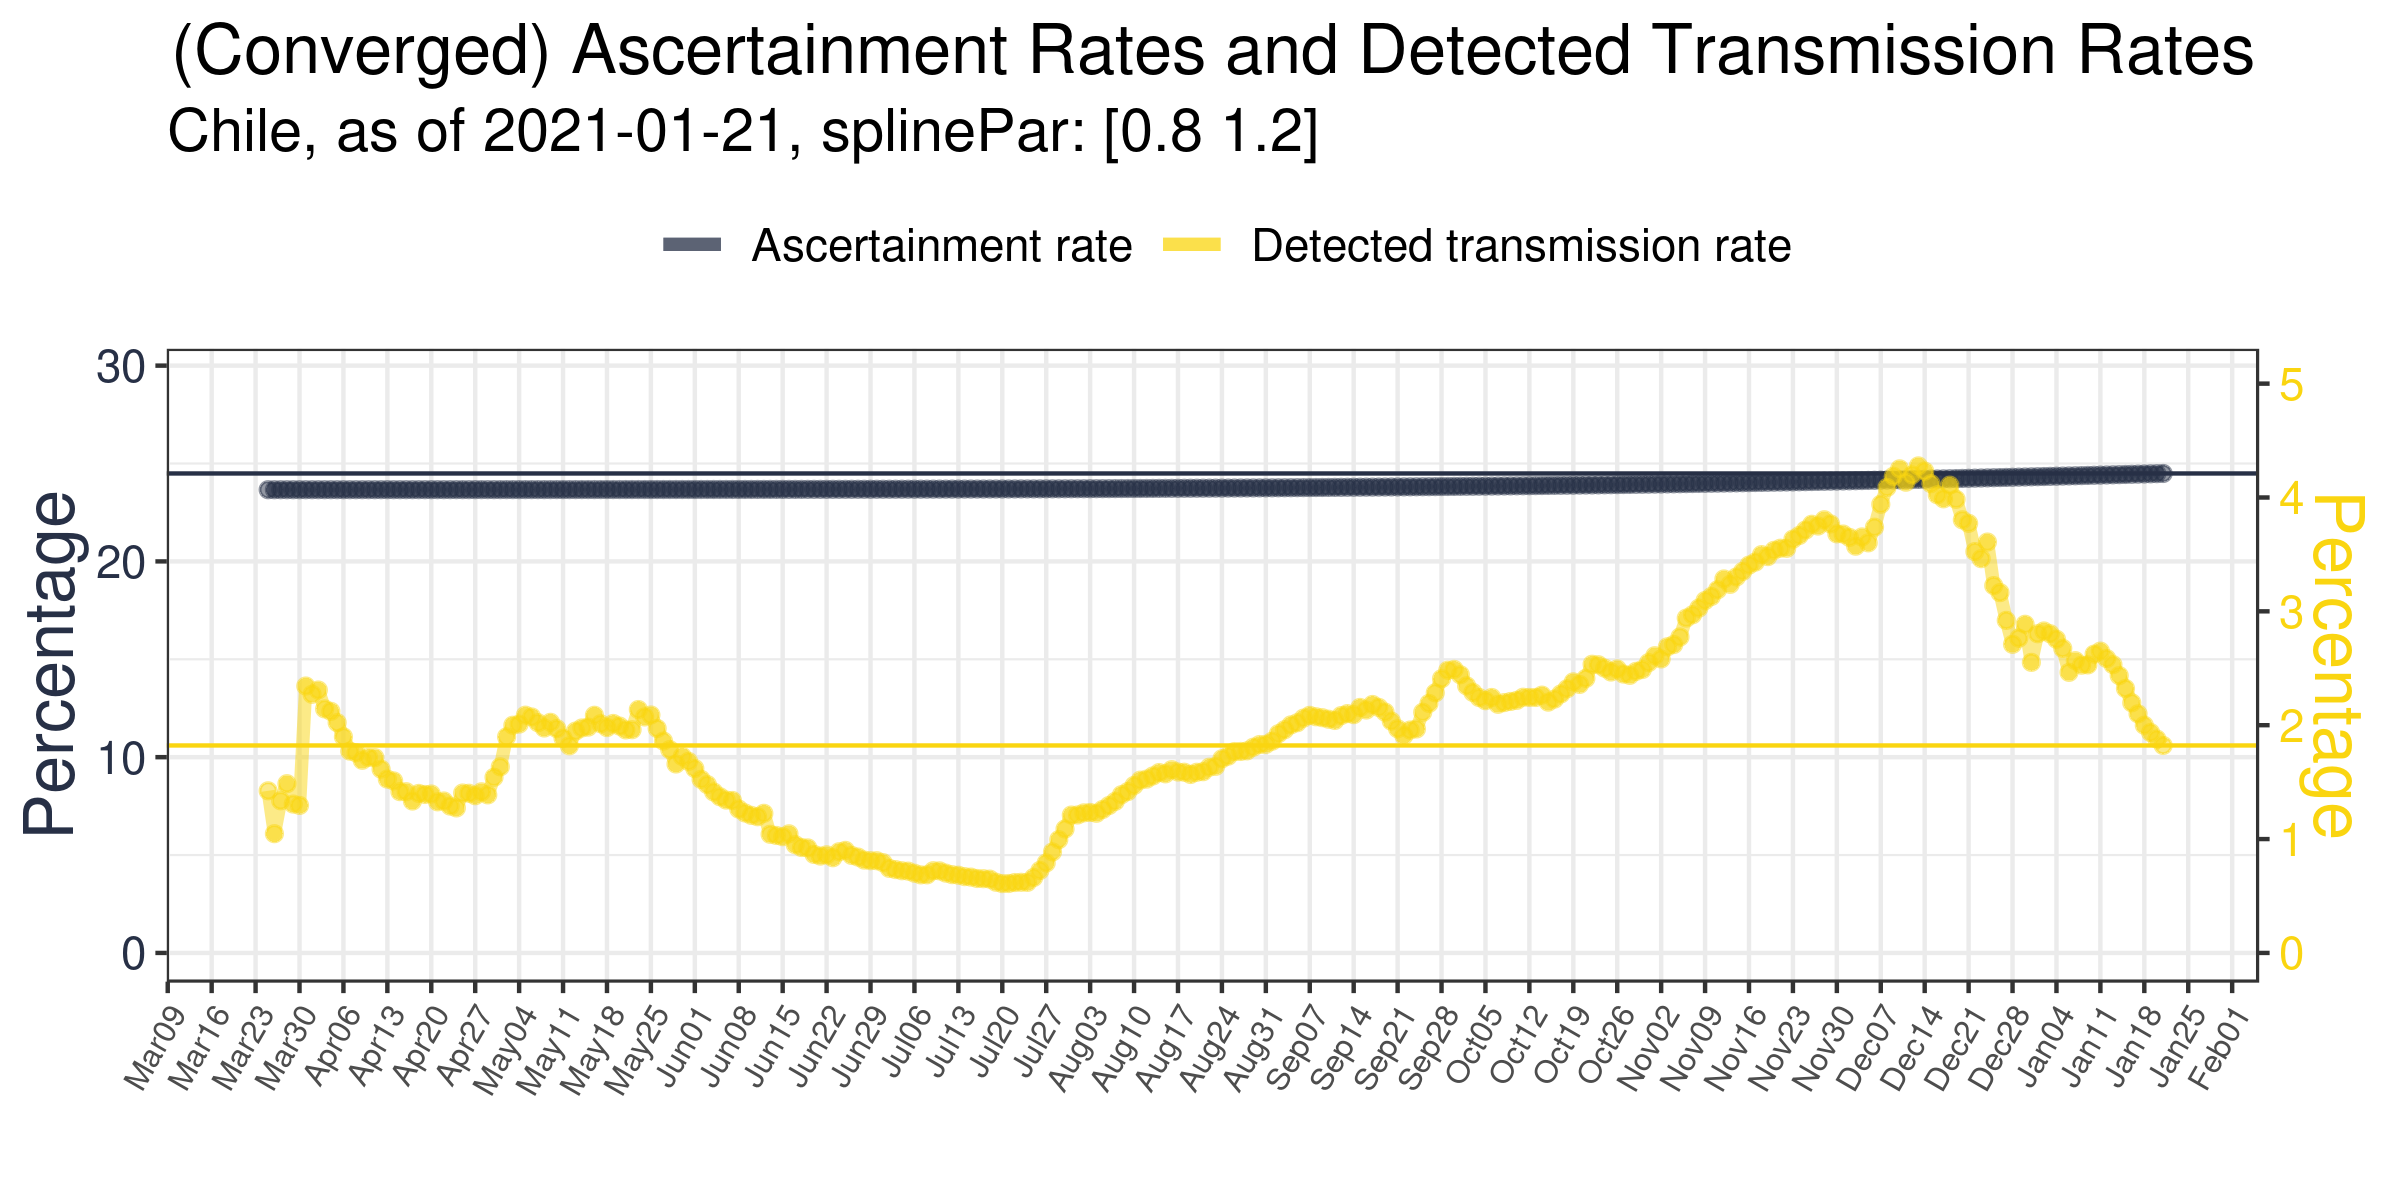 (Converged) Ascertainment Rates and Detected Transmission Rates
Chile, as of 2021-01-21, splinePar: [0.8 1.2]
Ascertainment rate
Detected transmission rate
Percentage
30
20
10
0
5
4
3
2
1
0
Percentage
Mar09
Mar16
Mar23
Mar30
Apr06
Apr13
Apr20
Apr27
May04
May11
May18
May25
Jun01
Jun08
Jun15
Jun22
Jun29
Jul06
Jul13
Jul20
Jul27
Aug03
Aug10
Aug17
Aug24
Aug31
Sep07
Sep14
Sep21
Sep28
Oct05
Oct12
Oct19
Oct26
Nov02
Nov09
Nov16
Nov23
Nov30
Dec07
Dec14
Dec21
Dec28
Jan04
Jan11
Jan18
Jan25
Feb01